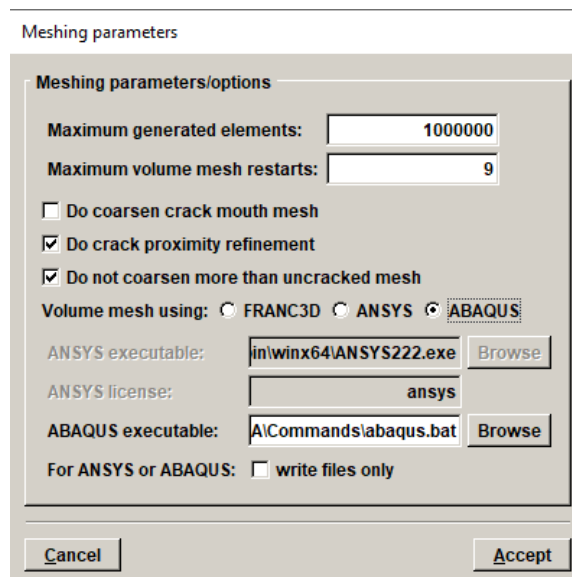 Meshing parameters
Meshing parameters/options
Maximum generated elements: 1000000
Maximum volume mesh restarts: 9
Do coarsen crack mouth mesh
Do crack proximity refinement
Do not coarsen more than uncracked mesh
Volume mesh using: FRANC3D ANSYS ABAQUS
ANSYS executable: in\winx64\ANSYS222.exe Browse
ANSYS license: ansys
ABAQUS executable: A\Commands\abaqus.bat Browse
For ANSYS or ABAQUS: write files only
Cancel Accept